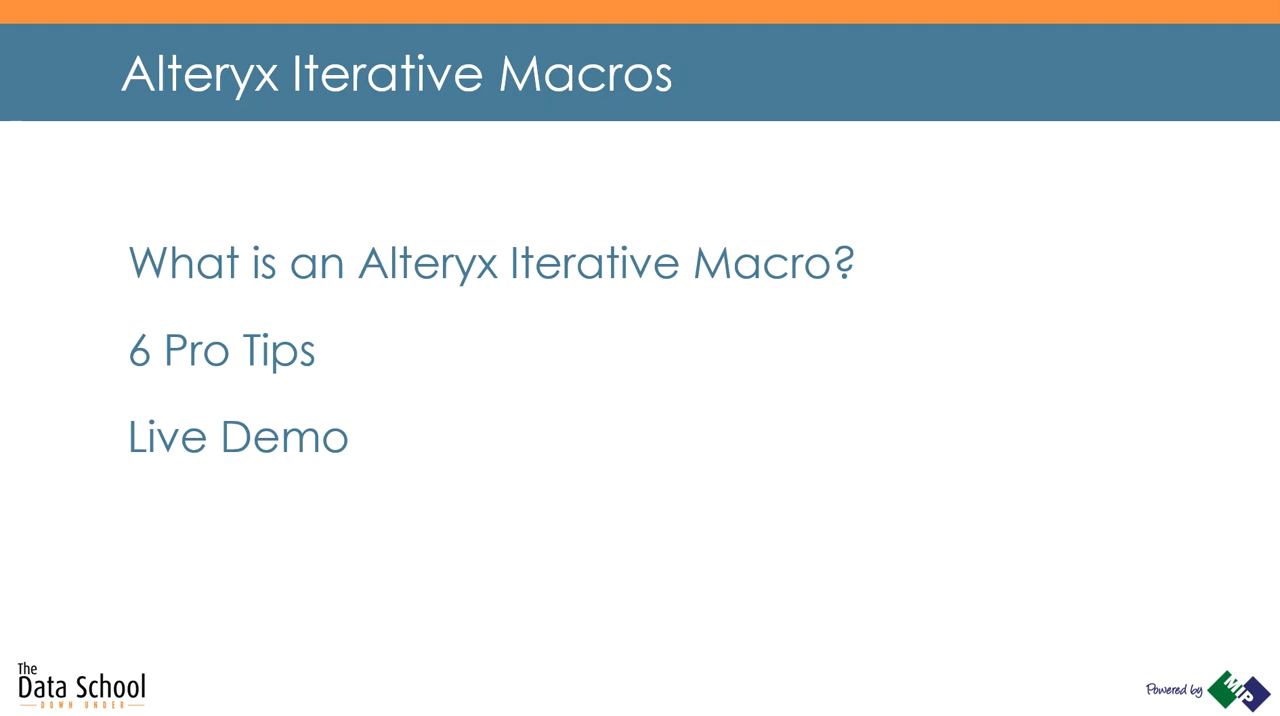 Alteryx Iterative Macros
What is an Alteryx Iterative Macro?
6 Pro Tips
Live Demo
The
Data School
DOWN UNDER
Powered by MIP